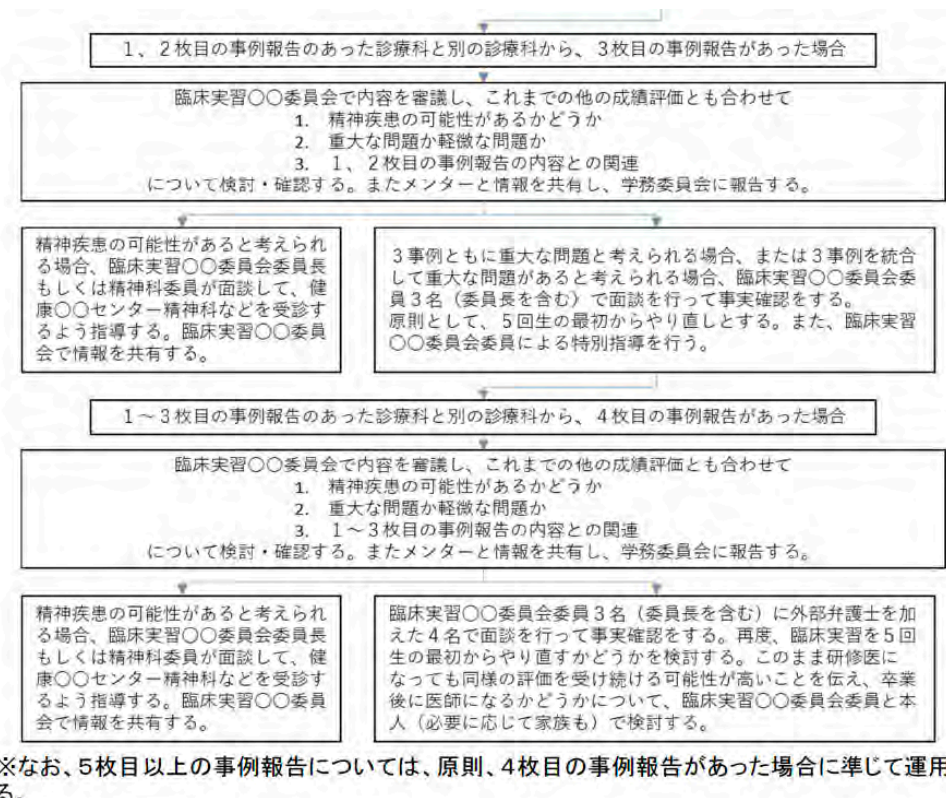 1、2枚目の事例報告のあった診療科と別の診療科から、3枚目の事例報告があった場合
臨床実習〇〇委員会で内容を審議し、これまでの他の成績評価とも合わせて
1. 精神疾患の可能性があるかどうか
2. 重大な問題か軽微な問題か
3. 1、2枚目の事例報告の内容との関連
について検討・確認する。またメンターと情報を共有し、学務委員会に報告する。
精神疾患の可能性があると考えられ
る場合、臨床実習〇〇委員会委員長
もしくは精神科委員が面談して、健
康〇〇センター精神科などを受診す
るよう指導する。臨床実習〇〇委員
会で情報を共有する。
3事例ともに重大な問題と考えられる場合、または3事例を統合
して重大な問題があると考えられる場合、臨床実習〇〇委員会委
員3名（委員長を含む）で面談を行って事実確認をする。
原則として、5回生の最初からやり直しとする。また、臨床実習
〇〇委員会委員による特別指導を行う。
1～3枚目の事例報告のあった診療科と別の診療科から、4枚目の事例報告があった場合
臨床実習〇〇委員会で内容を審議し、これまでの他の成績評価とも合わせて
1. 精神疾患の可能性があるかどうか
2. 重大な問題か軽微な問題か
3. 1～3枚目の事例報告の内容との関連
について検討・確認する。またメンターと情報を共有し、学務委員会に報告する。
精神疾患の可能性があると考えられ
る場合、臨床実習〇〇委員会委員長
もしくは精神科委員が面談して、健
康〇〇センター精神科などを受診す
るよう指導する。臨床実習〇〇委員
会で情報を共有する。
臨床実習〇〇委員会委員3名（委員長を含む）に外部弁護士を加
えた4名で面談を行って事実確認をする。再度、臨床実習を5回
生の最初からやり直すかどうかを検討する。このまま研修医に
なっても同様の評価を受け続ける可能性が高いことを伝え、卒業
後に医師になるかどうかについて、臨床実習〇〇委員会委員と本
人（必要に応じて家族も）で検討する。
※なお、5枚目以上の事例報告については、原則、4枚目の事例報告があった場合に準じて運用
る。